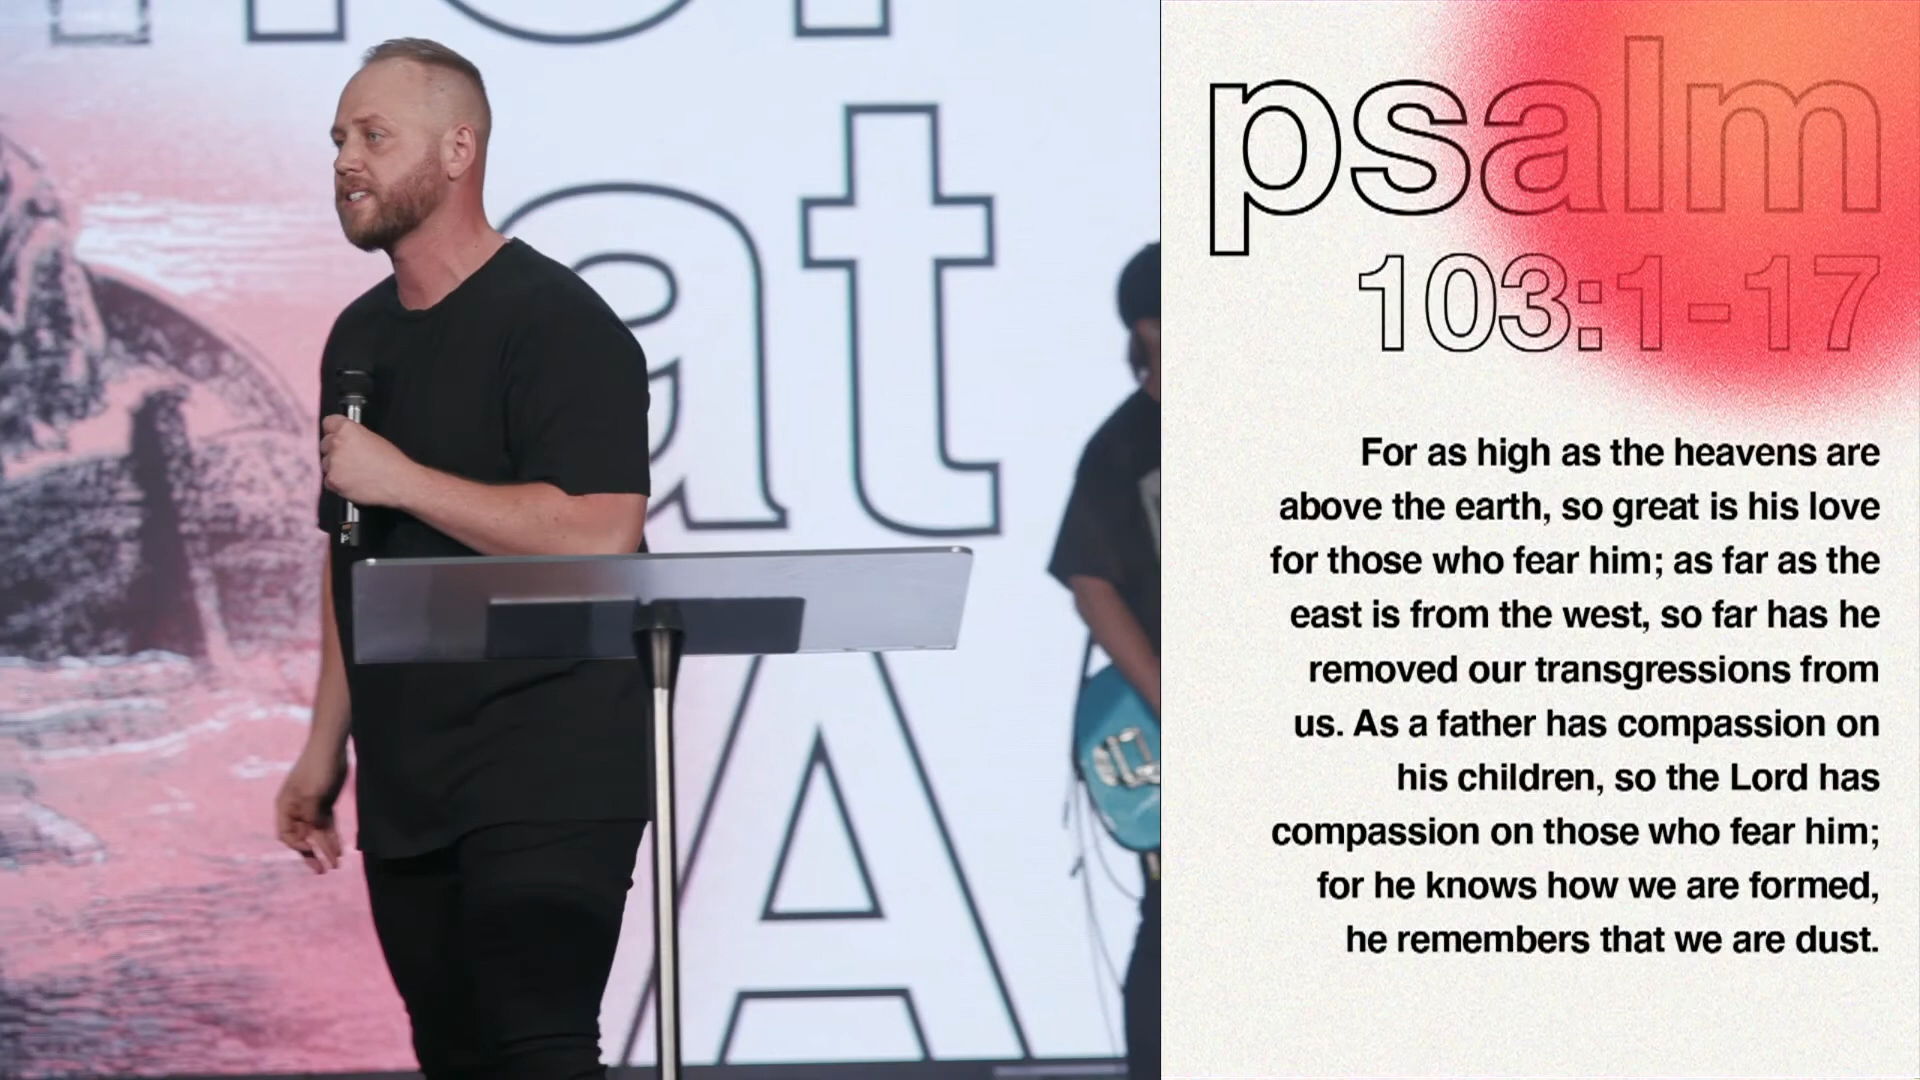 at
A
psalm
103:1-17
For as high as the heavens are
above the earth, so great is his love
for those who fear him; as far as the
east is from the west, so far has he
removed our transgressions from
us. As a father has compassion on
his children, so the Lord has
compassion on those who fear him;
for he knows how we are formed,
he remembers that we are dust.